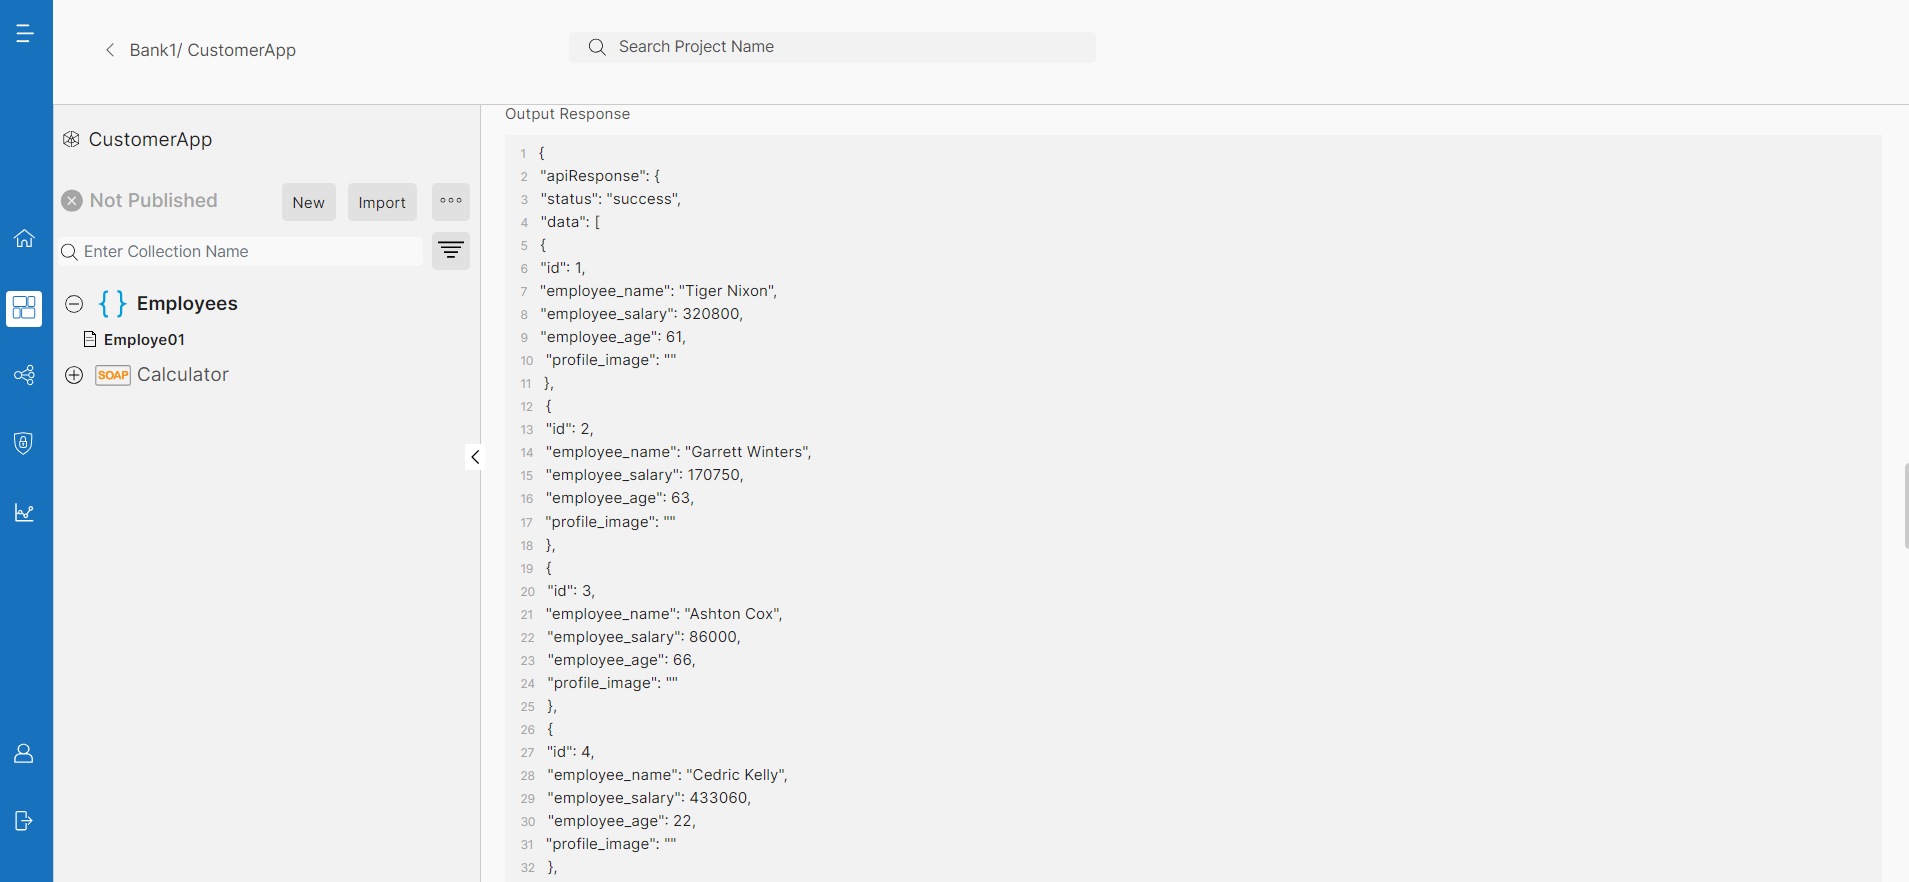 Bank1/ CustomerApp
Search Project Name
CustomerApp
Not Published
New
Import
Enter Collection Name
{ } Employees
Employe01
SOAP Calculator
Output Response
1 {
2 "apiResponse": {
3 "status": "success",
4 "data": [
5 {
6 "id": 1,
7 "employee_name": "Tiger Nixon",
8 "employee_salary": 320800,
9 "employee_age": 61,
10 "profile_image": ""
11 },
12 {
13 "id": 2,
14 "employee_name": "Garrett Winters",
15 "employee_salary": 170750,
16 "employee_age": 63,
17 "profile_image": ""
18 },
19 {
20 "id": 3,
21 "employee_name": "Ashton Cox",
22 "employee_salary": 86000,
23 "employee_age": 66,
24 "profile_image": ""
25 },
26 {
27 "id": 4,
28 "employee_name": "Cedric Kelly",
29 "employee_salary": 433060,
30 "employee_age": 22,
31 "profile_image": ""
32 },